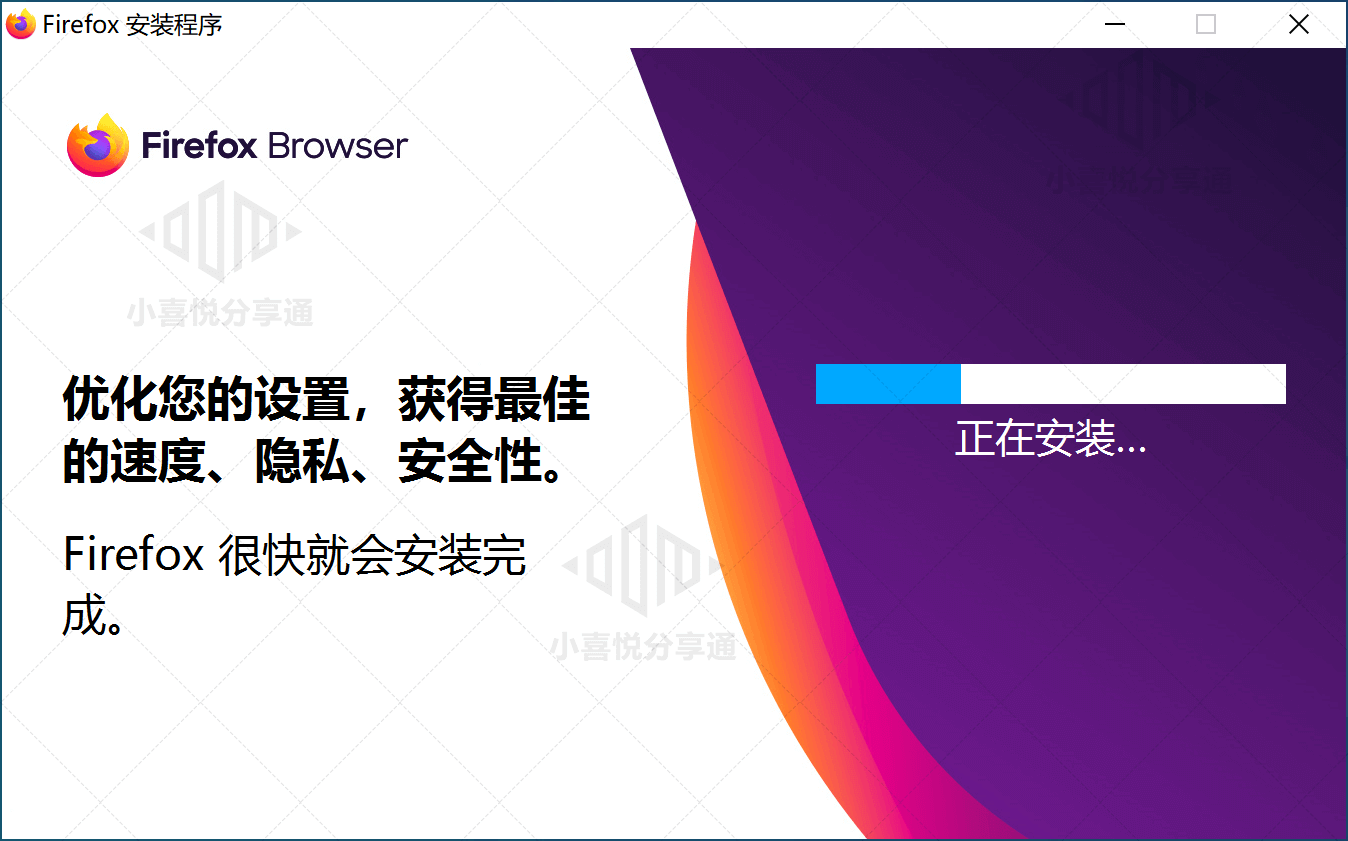 Firefox 安装程序
Firefox Browser
小喜悦分享通
小喜悦分享通
优化您的设置，获得最佳
的速度、隐私、安全性。
正在安装...
Firefox 很快就会安装完
成。
小喜悦分享通